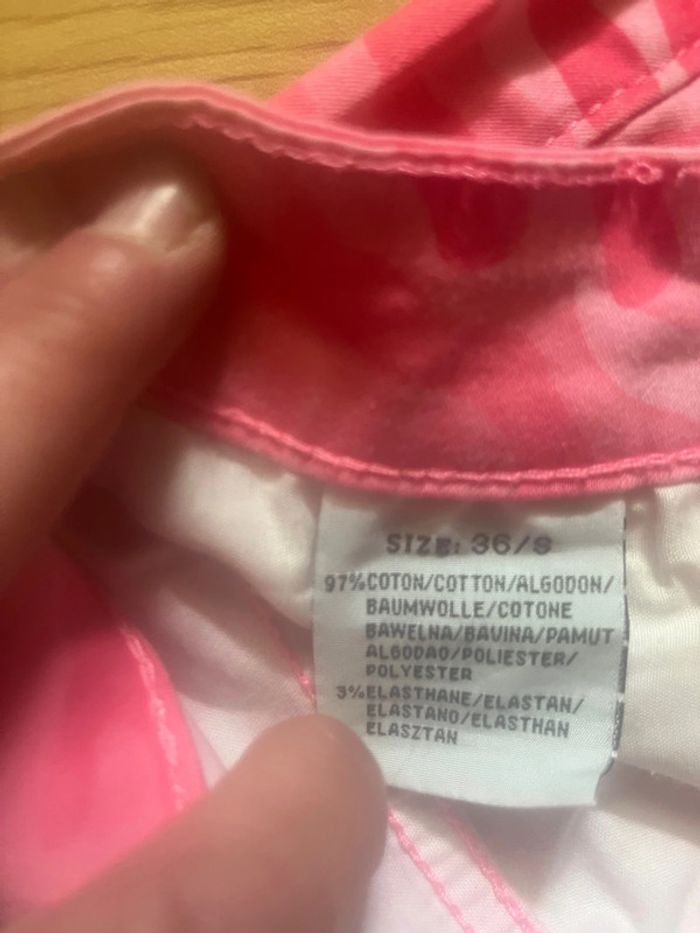 SIZE: 36/S
97%COTON/COTTON/ALGODON/
BAUMWOLLE/COTONE
BAWELNA/BAVINA/PAMUT
ALGODAO/POLIESTER/
POLYESTER
3%ELASTHANE/ELASTAN/
ELASTANO/ELASTHAN
ELASZTAN